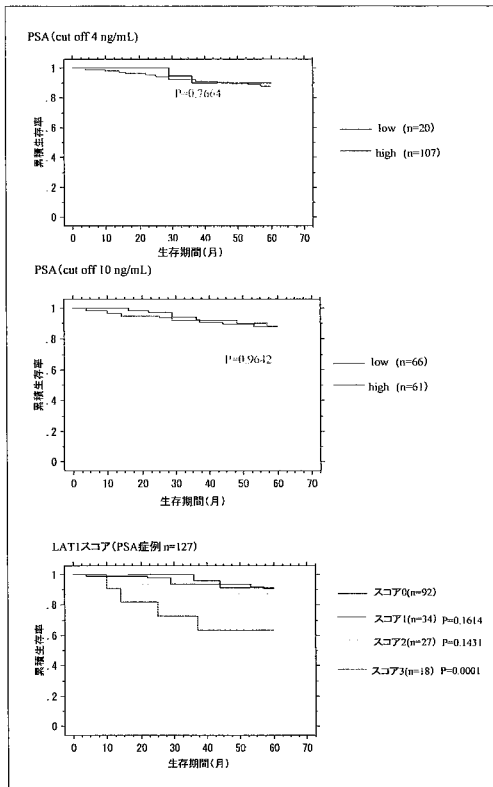 PSA(cut off 4 ng/mL)
1
.8
.6
.4
.2
0
累積生存率
P=0.7664
0 10 20 30 40 50 60 70
生存期間(月)
low (n=20)
high (n=107)
PSA(cut off 10 ng/mL)
1
.8
.6
.4
.2
0
累積生存率
P=0.9642
0 10 20 30 40 50 60 70
生存期間(月)
low (n=66)
high (n=61)
LAT1スコア(PSA症例 n=127)
1
.8
.6
.4
.2
0
累積生存率
0 10 20 30 40 50 60 70
生存期間(月)
スコア0(n=92)
スコア1(n=34) P=0.1614
スコア2(n=27) P=0.1431
スコア3(n=18) P=0.0001